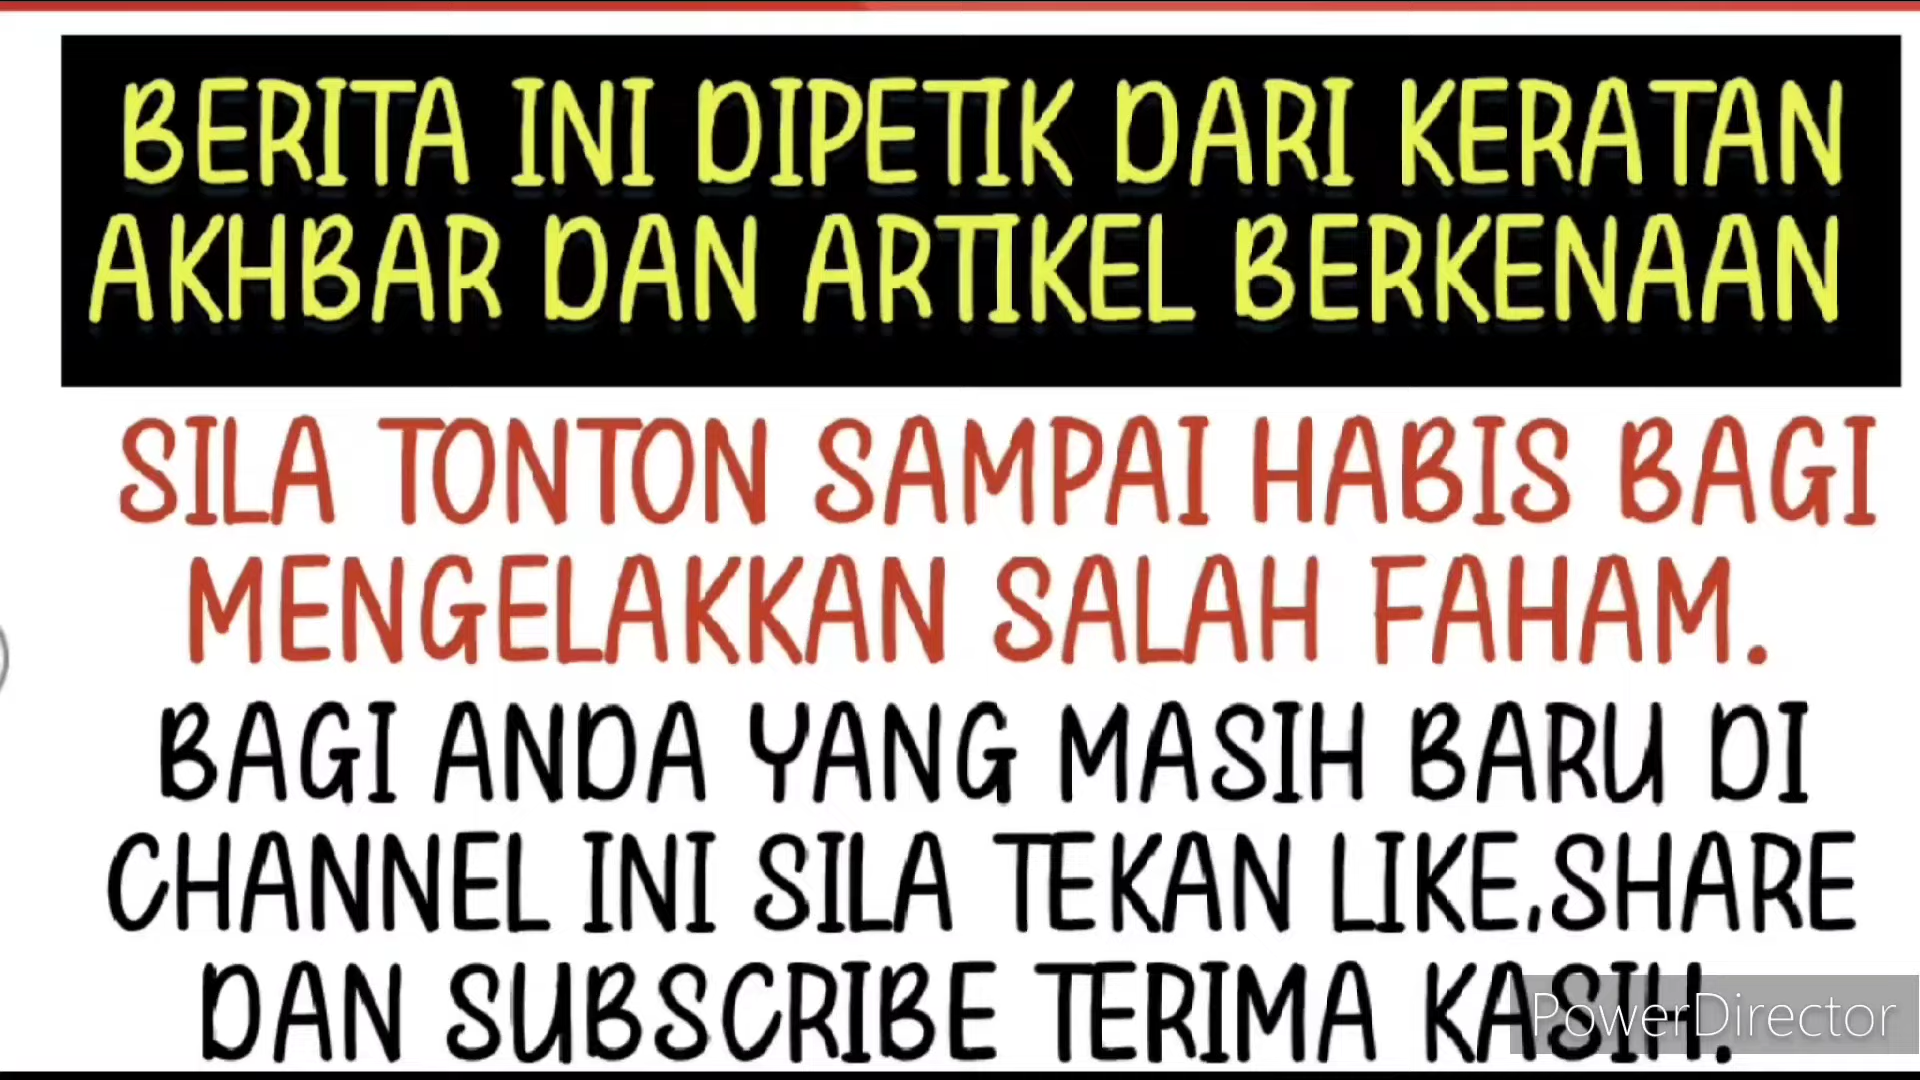 BERITA INI DIPETIK DARI KERATAN
AKHBAR DAN ARTIKEL BERKENAAN
SILA TONTON SAMPAI HABIS BAGI
MENGELAKKAN SALAH FAHAM.
BAGI ANDA YANG MASIH BARU DI
CHANNEL INI SILA TEKAN LIKE,SHARE
DAN SUBSCRIBE TERIMA KASIH.
PowerDirector